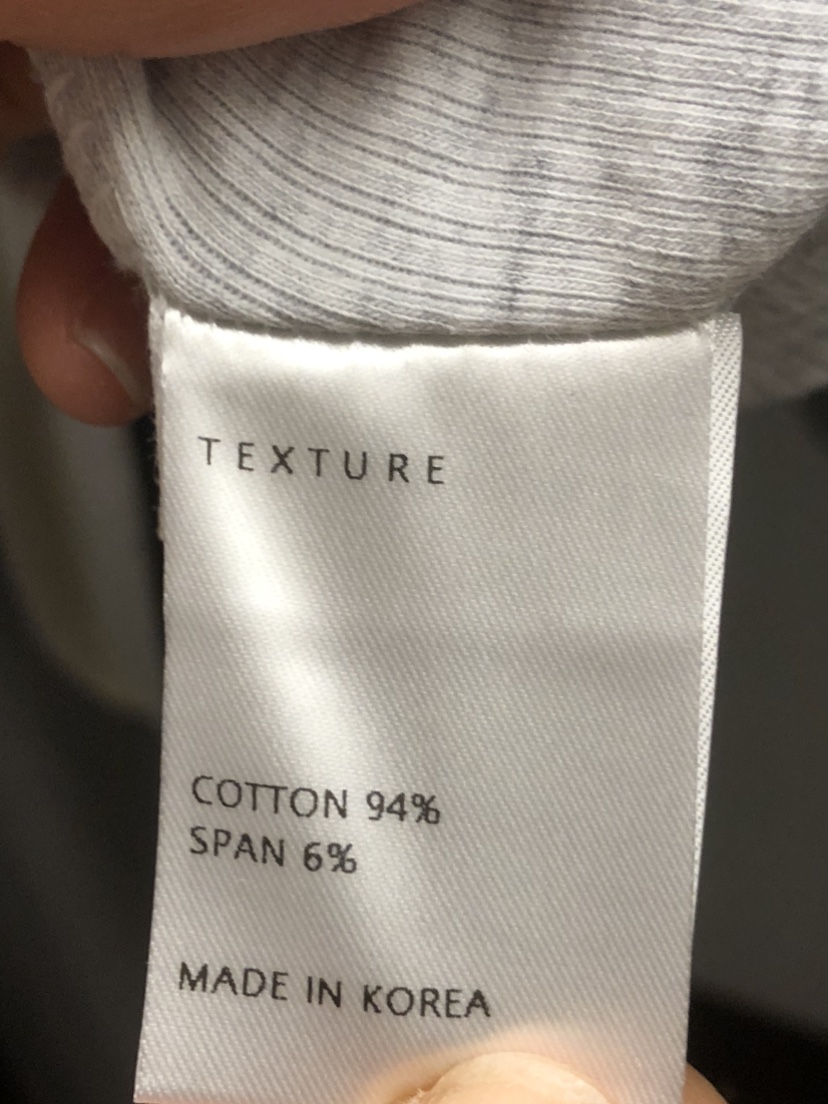 TEXTURE
COTTON 94%
SPAN 6%
MADE IN KOREA